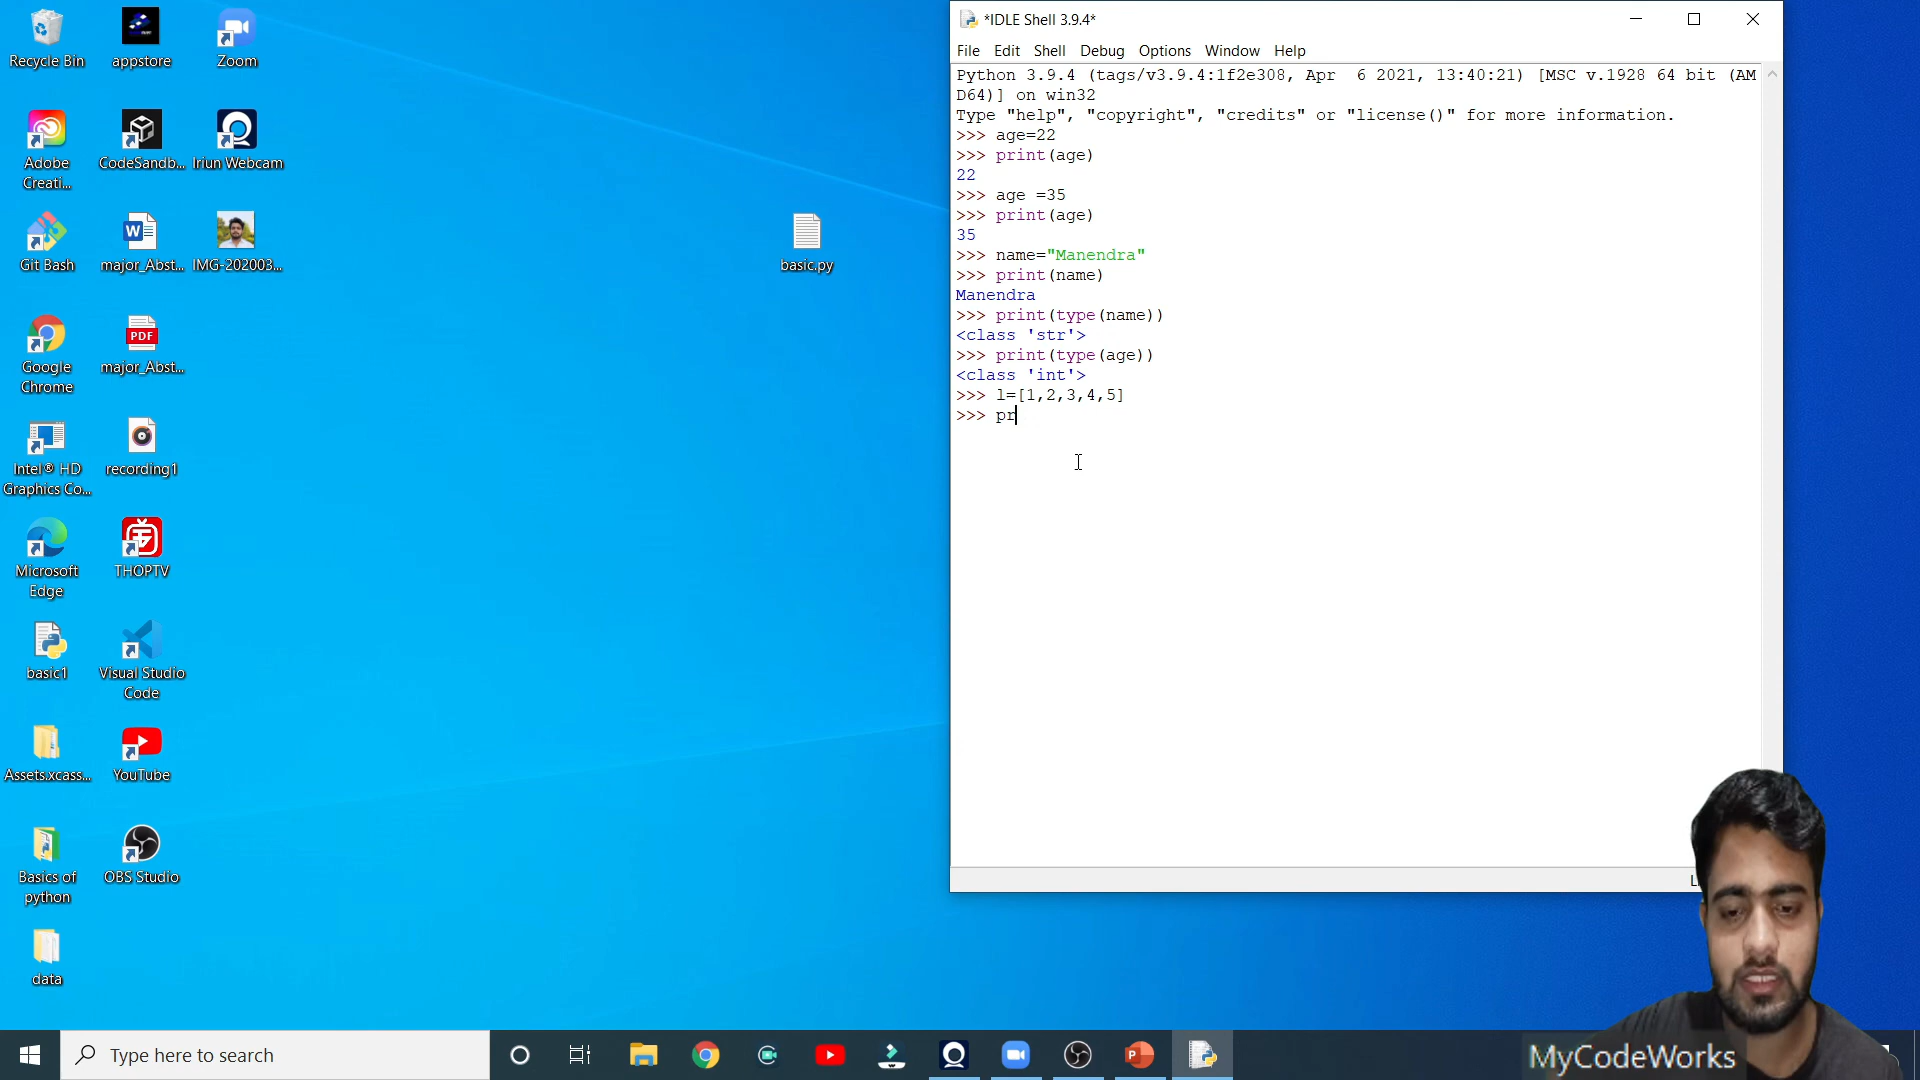 Recycle Bin
appstore
Zoom
Adobe
Creati...
CodeSandb...
Iriun Webcam
Git Bash
major_Abst...
IMG-202003...
Google
Chrome
PDF
major_Abst...
Intel® HD
Graphics Co...
recording1
Microsoft
Edge
THOPTV
basic1
Visual Studio
Code
Assets.xcass...
YouTube
Basics of
python
OBS Studio
data
basic.py
*IDLE Shell 3.9.4*
File Edit Shell Debug Options Window Help
Python 3.9.4 (tags/v3.9.4:1f2e308, Apr  6 2021, 13:40:21) [MSC v.1928 64 bit (AM
D64)] on win32
Type "help", "copyright", "credits" or "license()" for more information.
>>> age=22
>>> print(age)
22
>>> age =35
>>> print(age)
35
>>> name="Manendra"
>>> print(name)
Manendra
>>> print(type(name))
<class 'str'>
>>> print(type(age))
<class 'int'>
>>> l=[1,2,3,4,5]
>>> pr
Type here to search
MyCodeWorks